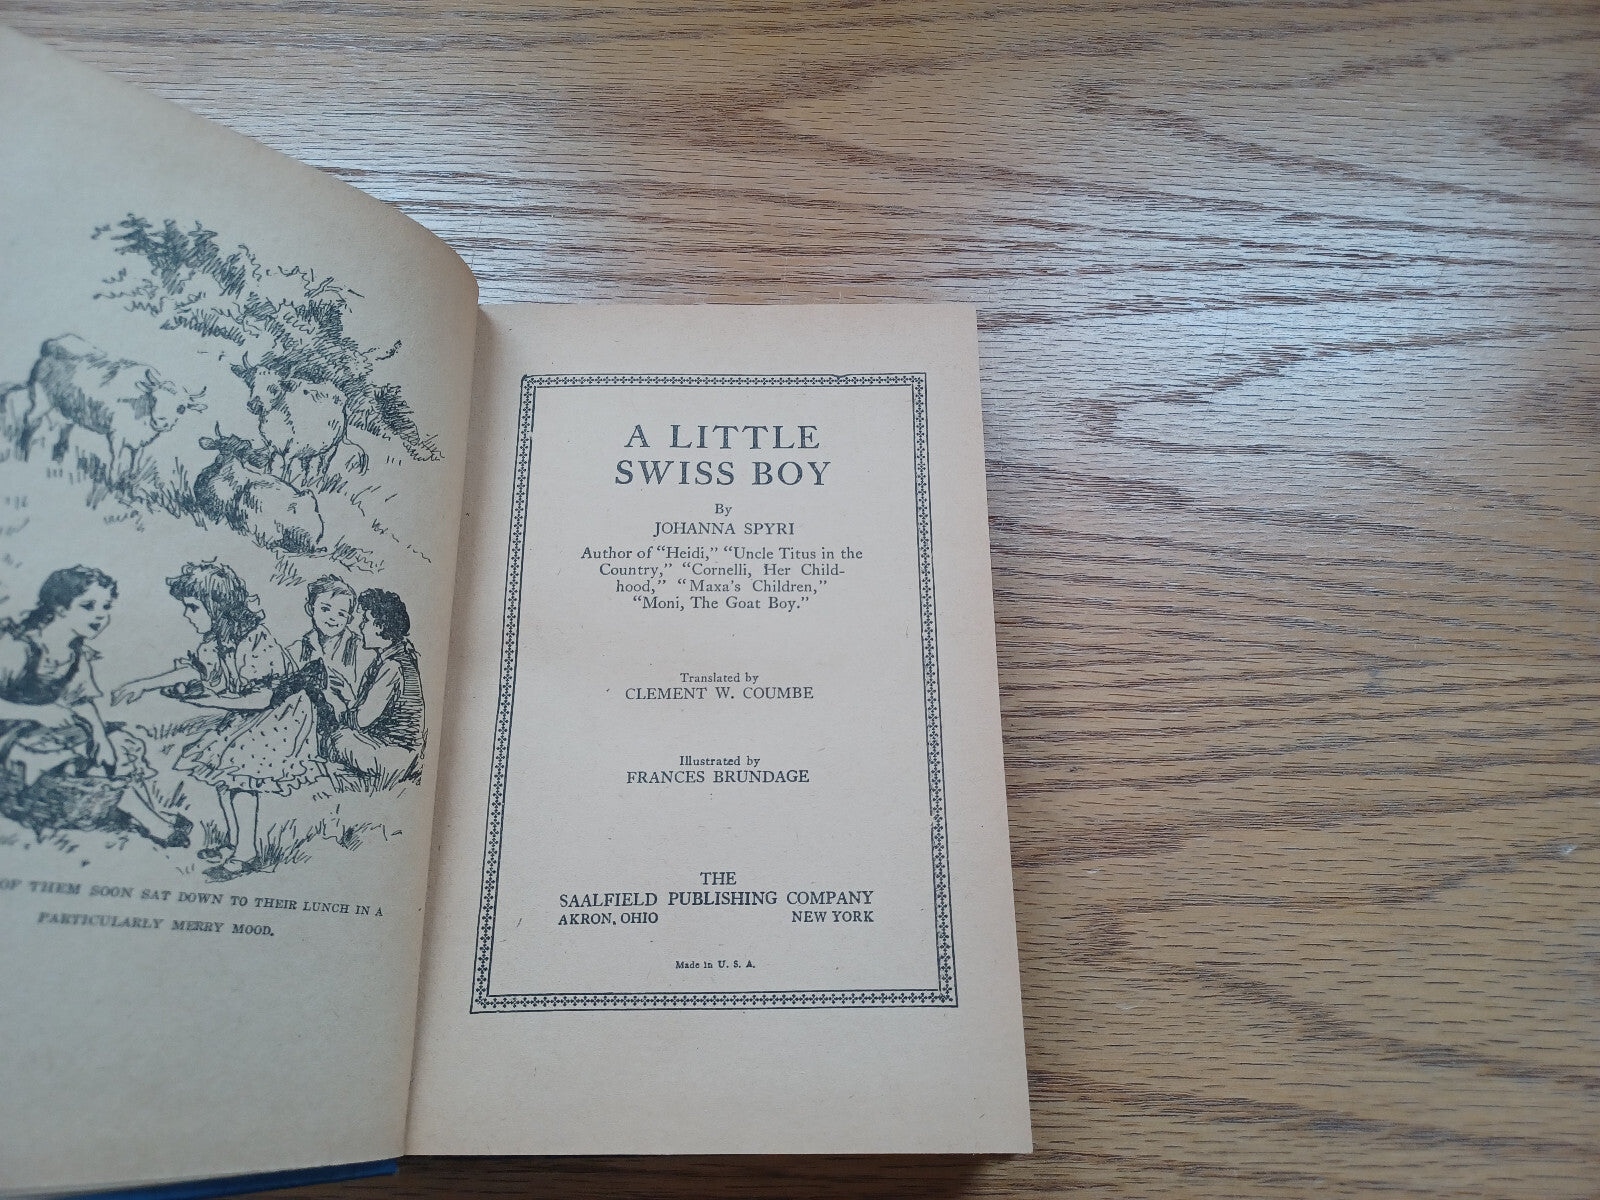 OF THEM SOON SAT DOWN TO THEIR LUNCH IN A
PARTICULARLY MERRY MOOD.
A LITTLE
SWISS BOY
By
JOHANNA SPYRI
Author of "Heidi," "Uncle Titus in the
Country," "Cornelli, Her Child-
hood," "Maxa's Children,"
"Moni, The Goat Boy."
Translated by
CLEMENT W. COUMBE
Illustrated by
FRANCES BRUNDAGE
THE
SAALFIELD PUBLISHING COMPANY
AKRON, OHIO NEW YORK
Made in U. S. A.